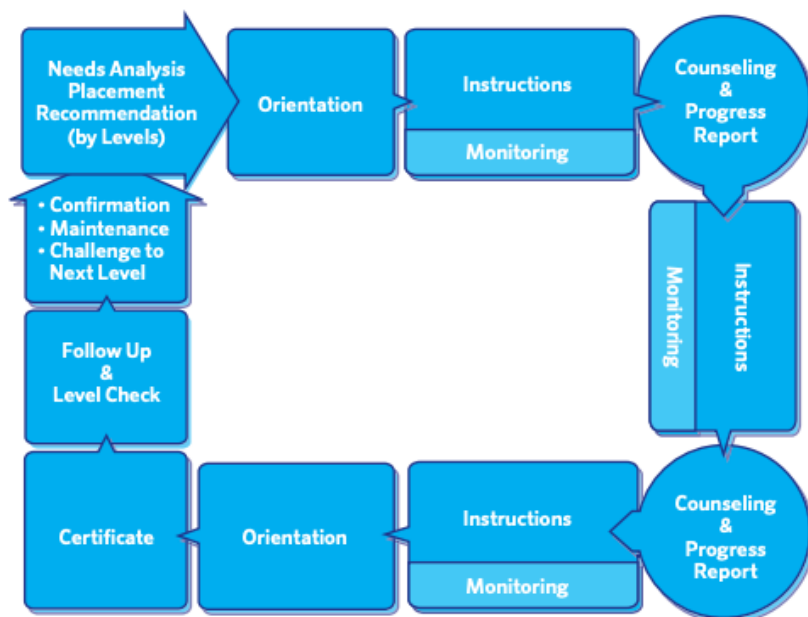 Needs Analysis
Placement
Recommendation
(by Levels)
Orientation
Instructions
Monitoring
Counseling
&
Progress
Report
• Confirmation
• Maintenance
• Challenge to
Next Level
Instructions
Monitoring
Follow Up
&
Level Check
Certificate
Orientation
Instructions
Monitoring
Counseling
&
Progress
Report